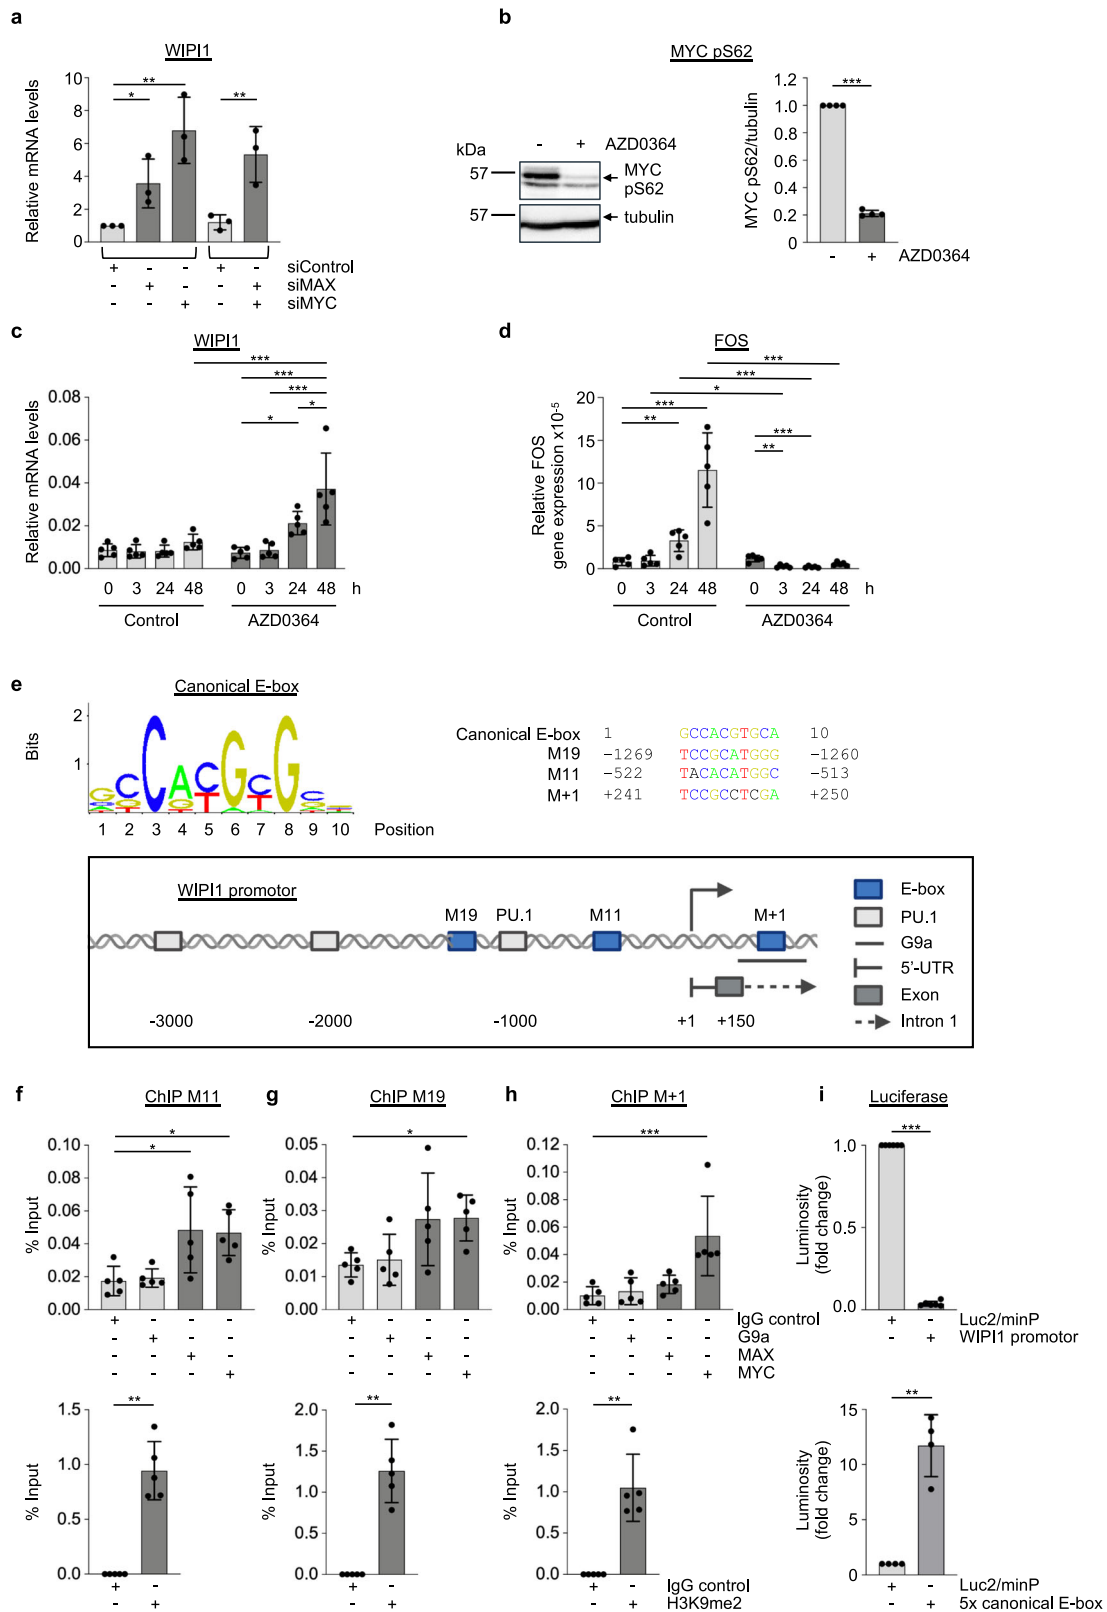 a
WIPI1
Relative mRNA levels
10
8
6
4
2
0
* ** **
+ - - + - siControl
- + - - + siMAX
- - + - + siMYC
b
MYC pS62
- + AZD0364
kDa
57 MYC pS62
57 tubulin
MYC pS62/tubulin
1.2
1.0
0.8
0.6
0.4
0.2
0
***
- + AZD0364
c
WIPI1
Relative mRNA levels
0.08
0.06
0.04
0.02
0.00
***
***
***
*
*
0 3 24 48 0 3 24 48 h
Control AZD0364
d
FOS
Relative FOS
gene expression x10-5
20
15
10
5
0
***
***
*
***
**
***
**
0 3 24 48 0 3 24 48 h
Control AZD0364
e
Canonical E-box
Bits
2
1
1 2 3 4 5 6 7 8 9 10 Position
Canonical E-box 1 GCCACGTGCA 10
M19 −1269 TCCGCATGGG −1260
M11 −522 TACACATGGC −513
M+1 +241 TCCGCCTCGA +250
WIPI1 promotor
M19 PU.1 M11 M+1
-3000 -2000 -1000 +1 +150
E-box
PU.1
G9a
5'-UTR
Exon
Intron 1
f
ChIP M11
% Input
0.10
0.08
0.06
0.04
0.02
0.00
*
*
+ - - -
- + - -
- - + -
- - - +
% Input
1.5
1.0
0.5
0.0
**
+ -
- +
g
ChIP M19
% Input
0.05
0.04
0.03
0.02
0.01
0.00
*
+ - - -
- + - -
- - + -
- - - +
% Input
2.0
1.5
1.0
0.5
0.0
**
+ -
- +
h
ChIP M+1
% Input
0.12
0.10
0.08
0.06
0.04
0.02
0.00
***
+ - - - IgG control
- + - - G9a
- - + - MAX
- - - + MYC
% Input
2.0
1.5
1.0
0.5
0.0
**
+ - IgG control
- + H3K9me2
i
Luciferase
Luminosity
(fold change)
1.0
0.5
0.0
***
+ - Luc2/minP
- + WIPI1 promotor
Luminosity
(fold change)
15
10
5
0
**
+ - Luc2/minP
- + 5x canonical E-box